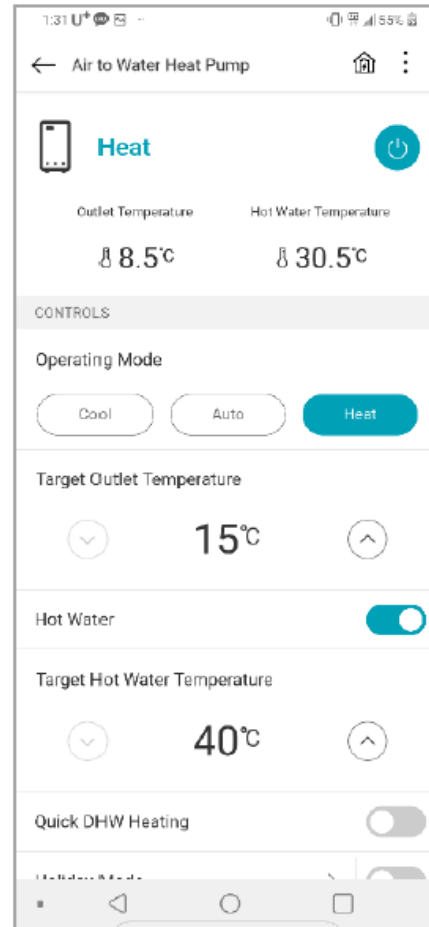 1:31 U+ 55%
Air to Water Heat Pump
Heat
Outlet Temperature Hot Water Temperature
8.5°C 30.5°C
CONTROLS
Operating Mode
Cool Auto Heat
Target Outlet Temperature
15°C
Hot Water
Target Hot Water Temperature
40°C
Quick DHW Heating
Holiday Mode